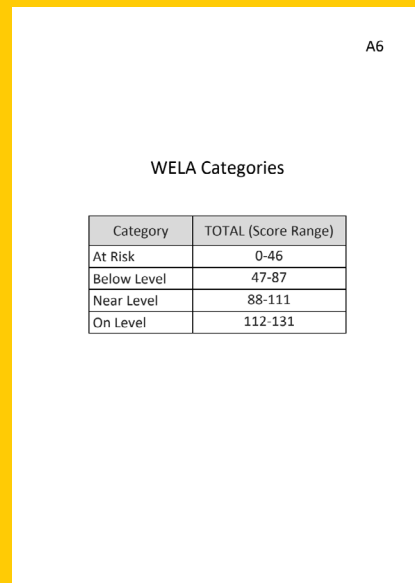 A6
WELA Categories
Category TOTAL (Score Range)
At Risk 0-46
Below Level 47-87
Near Level 88-111
On Level 112-131